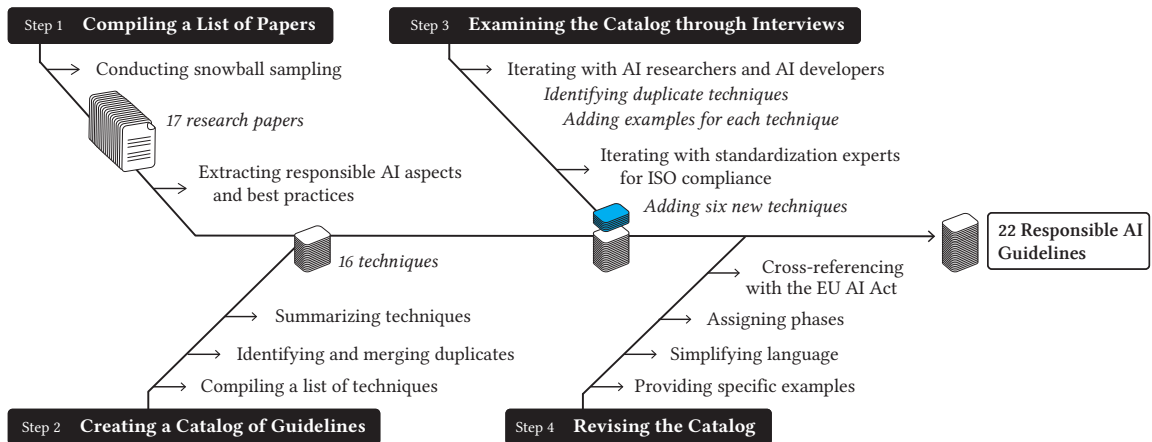 Step 1 Compiling a List of Papers
Conducting snowball sampling
17 research papers
Extracting responsible AI aspects
and best practices
Step 3 Examining the Catalog through Interviews
Iterating with AI researchers and AI developers
Identifying duplicate techniques
Adding examples for each technique
Iterating with standardization experts
for ISO compliance
Adding six new techniques
16 techniques
Summarizing techniques
Identifying and merging duplicates
Compiling a list of techniques
Step 2 Creating a Catalog of Guidelines
Cross-referencing
with the EU AI Act
Assigning phases
Simplifying language
Providing specific examples
Step 4 Revising the Catalog
22 Responsible AI
Guidelines